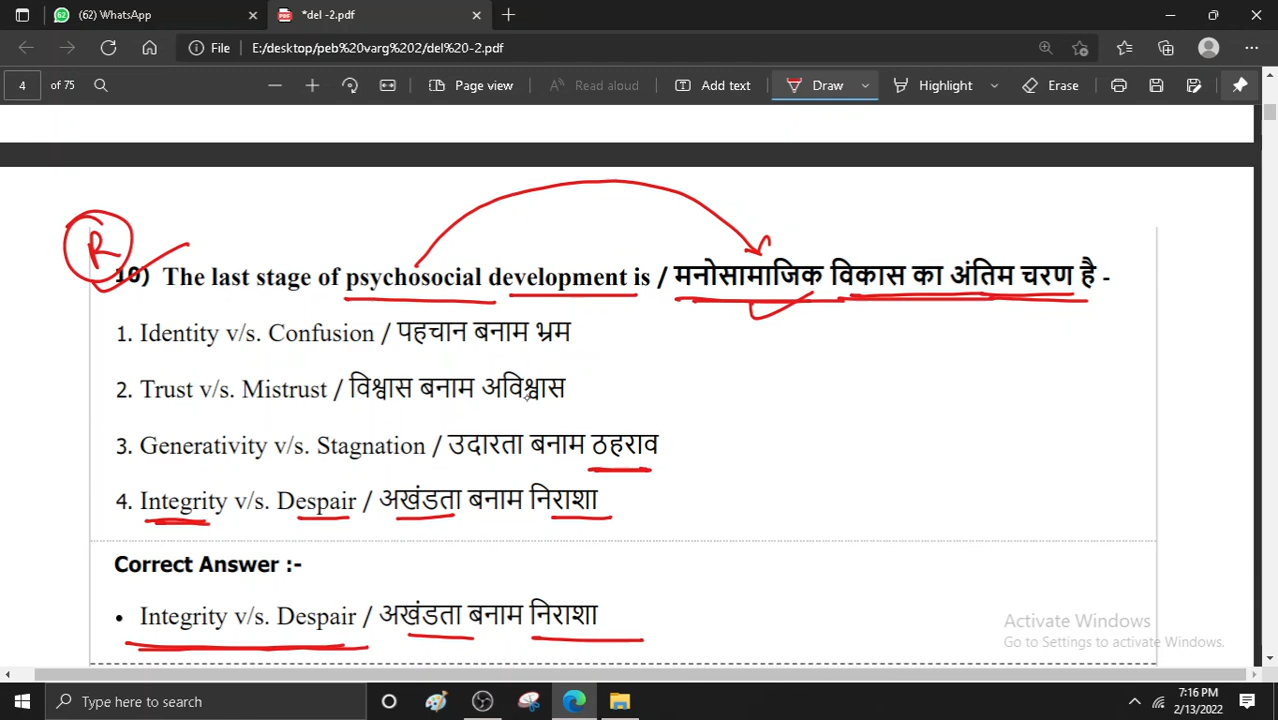 (62) WhatsApp
*del -2.pdf
File
E:/desktop/peb%20varg%202/del%20-2.pdf
4 of 75
Page view
Read aloud
Add text
Draw
Highlight
Erase
R
10) The last stage of psychosocial development is / मनोसामाजिक विकास का अंतिम चरण है -
1. Identity v/s. Confusion / पहचान बनाम भ्रम
2. Trust v/s. Mistrust / विश्वास बनाम अविश्वास
3. Generativity v/s. Stagnation / उदारता बनाम ठहराव
4. Integrity v/s. Despair / अखंडता बनाम निराशा
Correct Answer :-
• Integrity v/s. Despair / अखंडता बनाम निराशा
Activate Windows
Go to Settings to activate Windows.
Type here to search
7:16 PM
2/13/2022